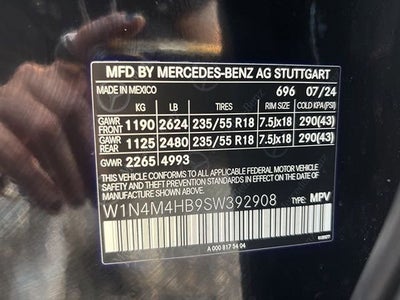 MFD BY MERCEDES-BENZ AG STUTTGART
MADE IN MEXICO 696 07/24
KG LB TIRES RIM SIZE COLD KPA(PSI)
GAWR FRONT 1190 2624 235/55 R18 7.5Jx18 290(43)
GAWR REAR 1125 2480 235/55 R18 7.5Jx18 290(43)
GVWR 2265 4993
THIS VEHICLE CONFORMS TO ALL APPLICABLE FEDERAL MOTOR VEHICLE
SAFETY, BUMPER, AND THEFT PREVENTION STANDARDS IN EFFECT ON THE DATE OF
MANUFACTURE SHOWN ABOVE.
W1N4M4HB9SW392908 TYPE: MPV
A 000 817 54 04